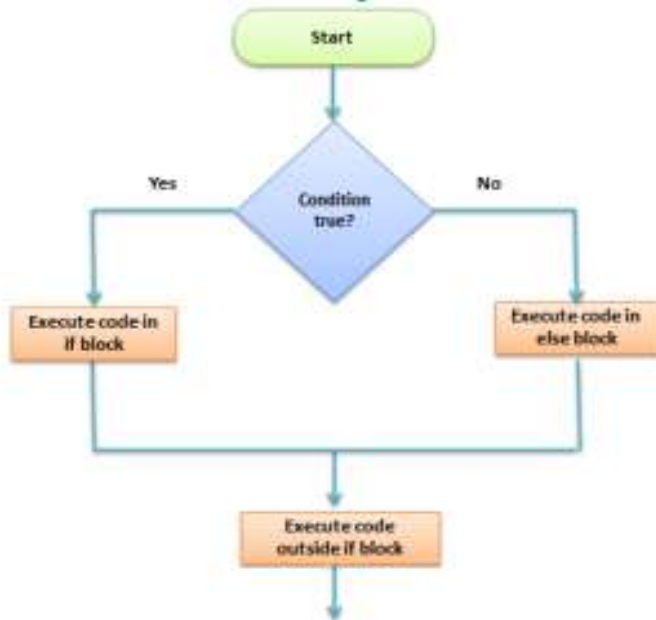 Start
Yes
No
Condition
true?
Execute code in
if block
Execute code in
else block
Execute code
outside if block